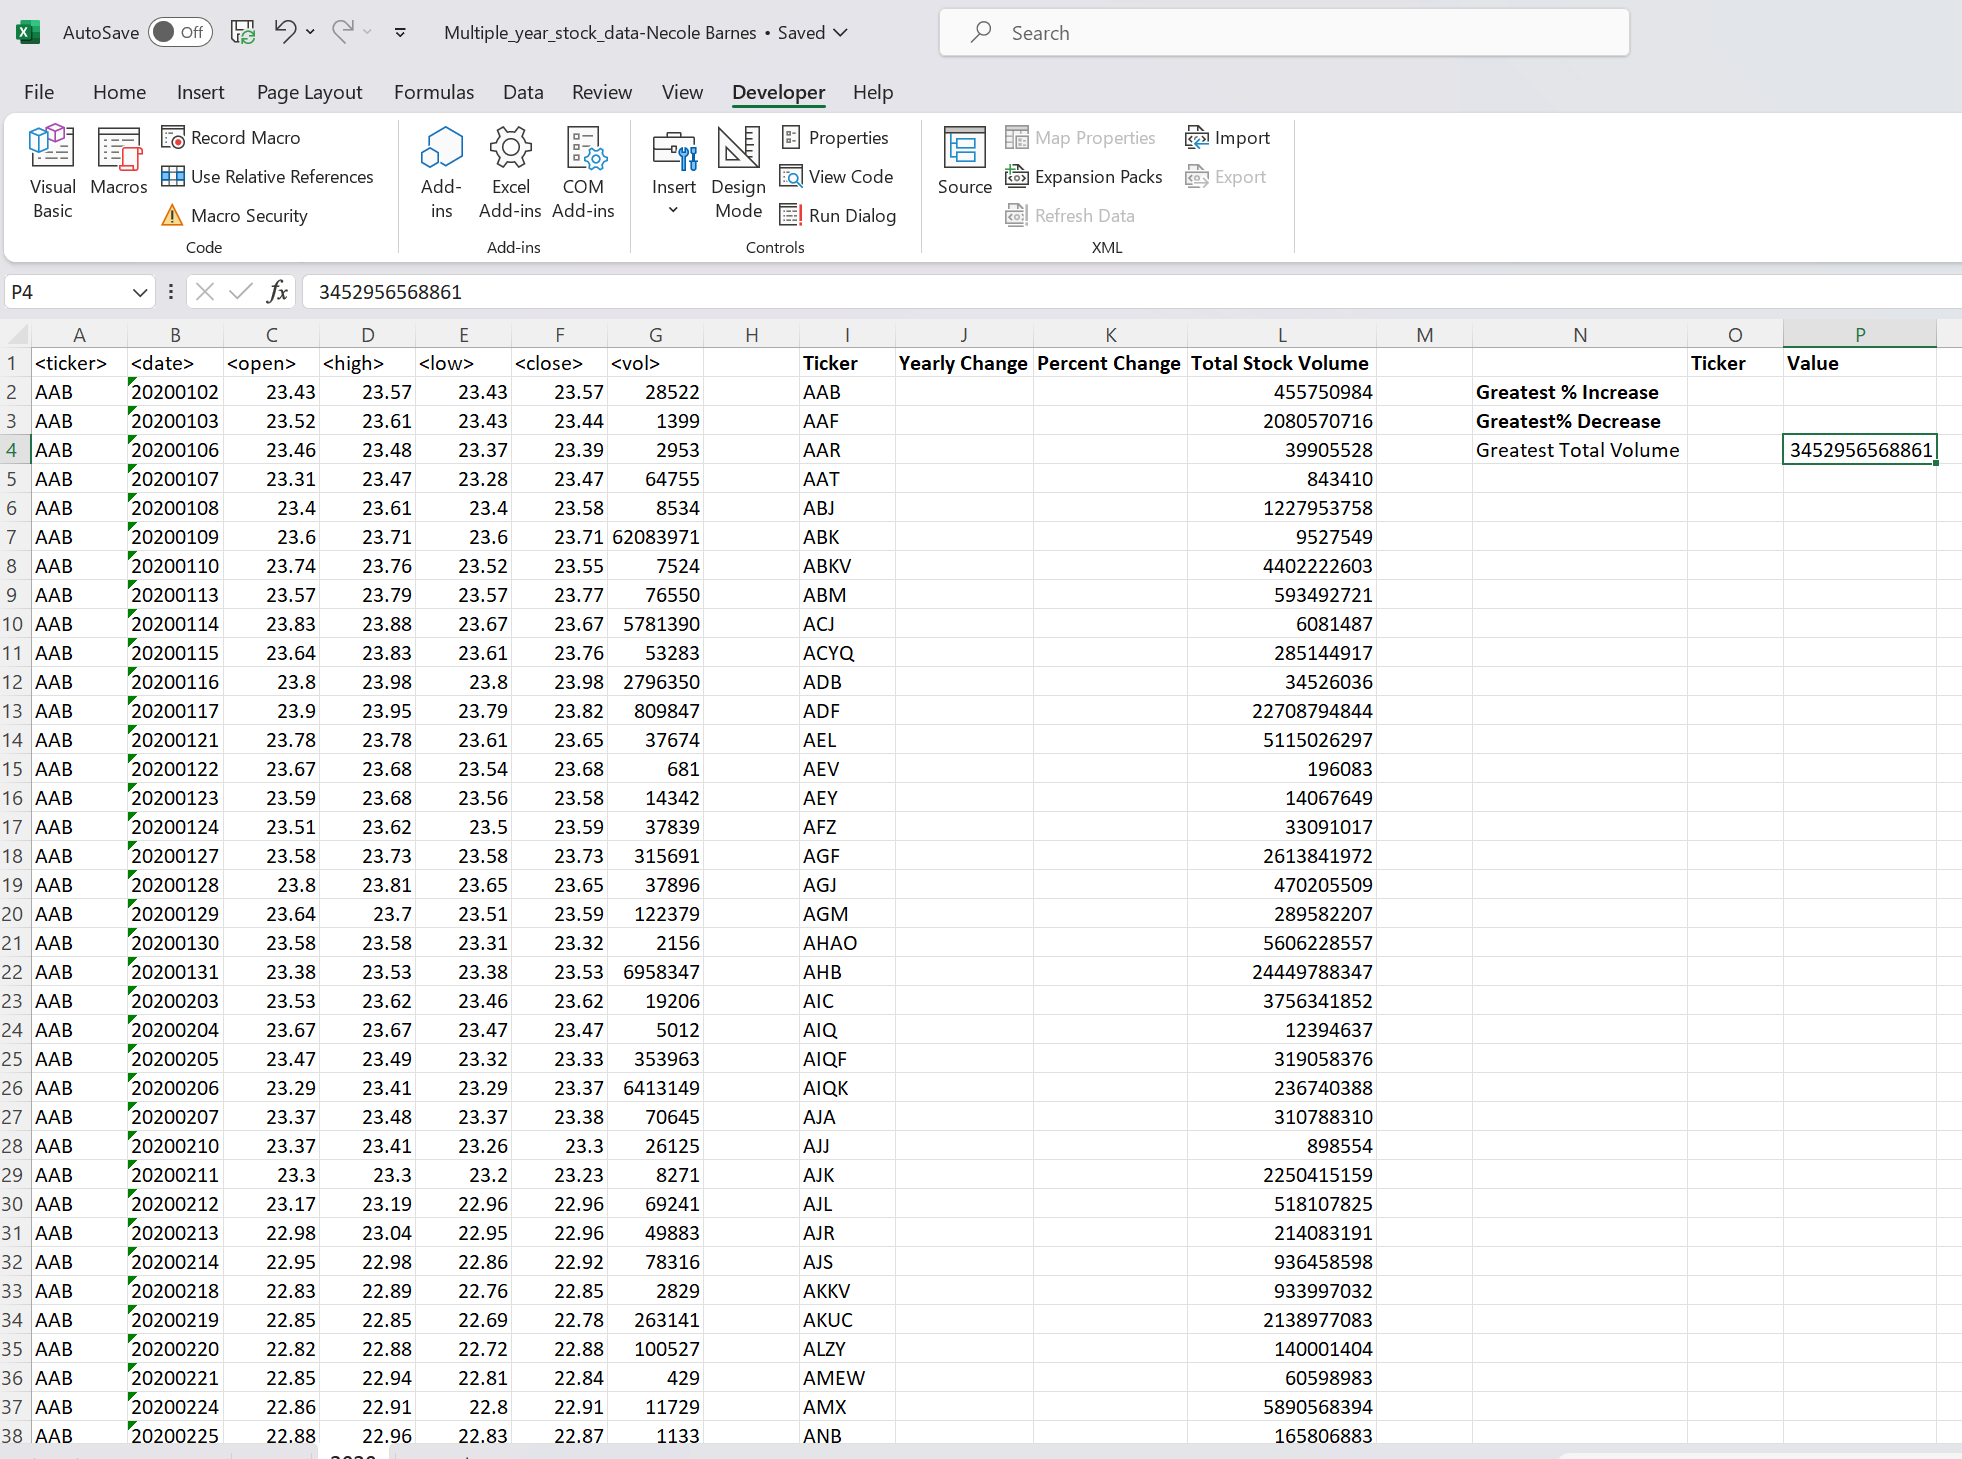 AutoSave Off Multiple_year_stock_data-Necole Barnes • Saved Search
File Home Insert Page Layout Formulas Data Review View Developer Help
Visual Basic Macros Record Macro Use Relative References Macro Security Code
Add-ins Excel Add-ins COM Add-ins Add-ins
Insert Design Mode Properties View Code Run Dialog Controls
Source Map Properties Expansion Packs Refresh Data Import Export XML
P4 fx 3452956568861
A B C D E F G H I J K L M N O P
1 <ticker> <date> <open> <high> <low> <close> <vol> Ticker Yearly Change Percent Change Total Stock Volume Ticker Value
2 AAB 20200102 23.43 23.57 23.43 23.57 28522 AAB 455750984 Greatest % Increase
3 AAB 20200103 23.52 23.61 23.43 23.44 1399 AAF 2080570716 Greatest% Decrease
4 AAB 20200106 23.46 23.48 23.37 23.39 2953 AAR 39905528 Greatest Total Volume 3452956568861
5 AAB 20200107 23.31 23.47 23.28 23.47 64755 AAT 843410
6 AAB 20200108 23.4 23.61 23.4 23.58 8534 ABJ 1227953758
7 AAB 20200109 23.6 23.71 23.6 23.71 62083971 ABK 9527549
8 AAB 20200110 23.74 23.76 23.52 23.55 7524 ABKV 4402222603
9 AAB 20200113 23.57 23.79 23.57 23.77 76550 ABM 593492721
10 AAB 20200114 23.83 23.88 23.67 23.67 5781390 ACJ 6081487
11 AAB 20200115 23.64 23.83 23.61 23.76 53283 ACYQ 285144917
12 AAB 20200116 23.8 23.98 23.8 23.98 2796350 ADB 34526036
13 AAB 20200117 23.9 23.95 23.79 23.82 809847 ADF 22708794844
14 AAB 20200121 23.78 23.78 23.61 23.65 37674 AEL 5115026297
15 AAB 20200122 23.67 23.68 23.54 23.68 681 AEV 196083
16 AAB 20200123 23.59 23.68 23.56 23.58 14342 AEY 14067649
17 AAB 20200124 23.51 23.62 23.5 23.59 37839 AFZ 33091017
18 AAB 20200127 23.58 23.73 23.58 23.73 315691 AGF 2613841972
19 AAB 20200128 23.8 23.81 23.65 23.65 37896 AGJ 470205509
20 AAB 20200129 23.64 23.7 23.51 23.59 122379 AGM 289582207
21 AAB 20200130 23.58 23.58 23.31 23.32 2156 AHAO 5606228557
22 AAB 20200131 23.38 23.53 23.38 23.53 6958347 AHB 24449788347
23 AAB 20200203 23.53 23.62 23.46 23.62 19206 AIC 3756341852
24 AAB 20200204 23.67 23.67 23.47 23.47 5012 AIQ 12394637
25 AAB 20200205 23.47 23.49 23.32 23.33 353963 AIQF 319058376
26 AAB 20200206 23.29 23.41 23.29 23.37 6413149 AIQK 236740388
27 AAB 20200207 23.37 23.48 23.37 23.38 70645 AJA 310788310
28 AAB 20200210 23.37 23.41 23.26 23.3 26125 AJJ 898554
29 AAB 20200211 23.3 23.3 23.2 23.23 8271 AJK 2250415159
30 AAB 20200212 23.17 23.19 22.96 22.96 69241 AJL 518107825
31 AAB 20200213 22.98 23.04 22.95 22.96 49883 AJR 214083191
32 AAB 20200214 22.95 22.98 22.86 22.92 78316 AJS 936458598
33 AAB 20200218 22.83 22.89 22.76 22.85 2829 AKKV 933997032
34 AAB 20200219 22.85 22.85 22.69 22.78 263141 AKUC 2138977083
35 AAB 20200220 22.82 22.88 22.72 22.88 100527 ALZY 140001404
36 AAB 20200221 22.85 22.94 22.81 22.84 429 AMEW 60598983
37 AAB 20200224 22.86 22.91 22.8 22.91 11729 AMX 5890568394
38 AAB 20200225 22.88 22.96 22.83 22.87 1133 ANB 165806883